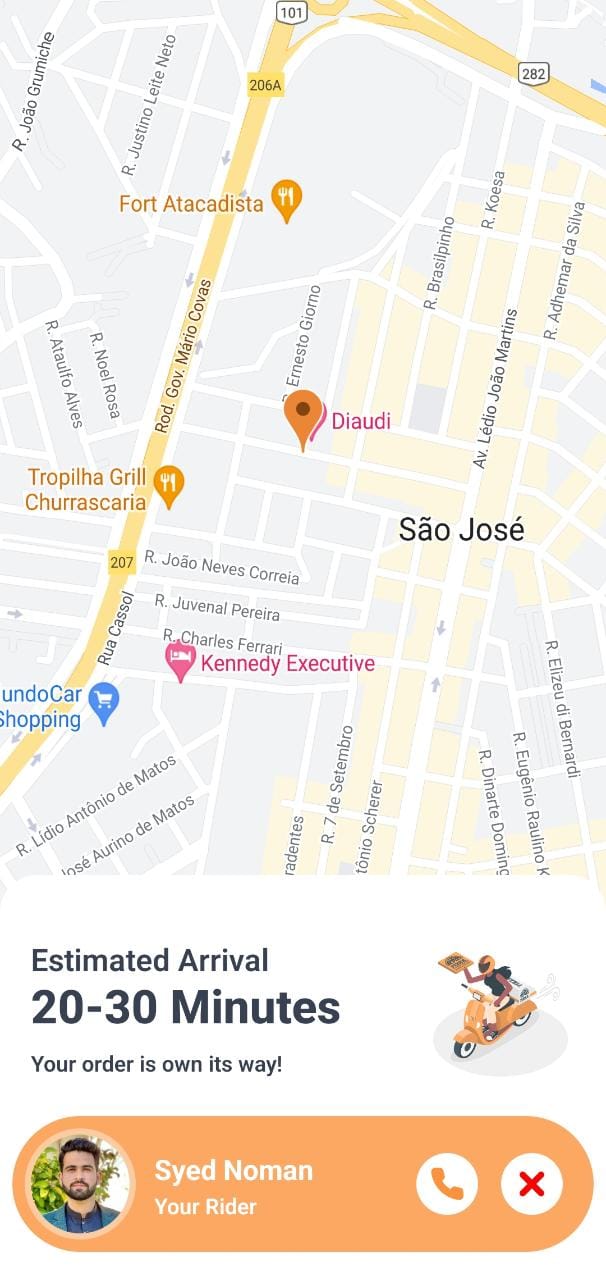 101
206A
282
R. João Grumiche
R. Justino Leite Neto
Fort Atacadista
R. Koesa
R. Brasilpinho
R. Adhemar da Silva
Rod. Gov. Mário Covas
Ernesto Giorno
R. Ataulfo Alves
R. Noel Rosa
Av. Lédio João Martins
Diaudi
Tropilha Grill
Churrascaria
São José
207
R. João Neves Correia
Rua Cassol
R. Juvenal Pereira
R. Charles Ferrari
Kennedy Executive
undoCar
Shopping
R. Elizeu di Bernardi
R. 7 de Setembro
R. Eugênio Raulino K
R. Dinarte Doming
R. Lídio Antônio de Matos
José Aurino de Matos
tônio Scherer
radentes
Estimated Arrival
20-30 Minutes
Your order is own its way!
Syed Noman
Your Rider